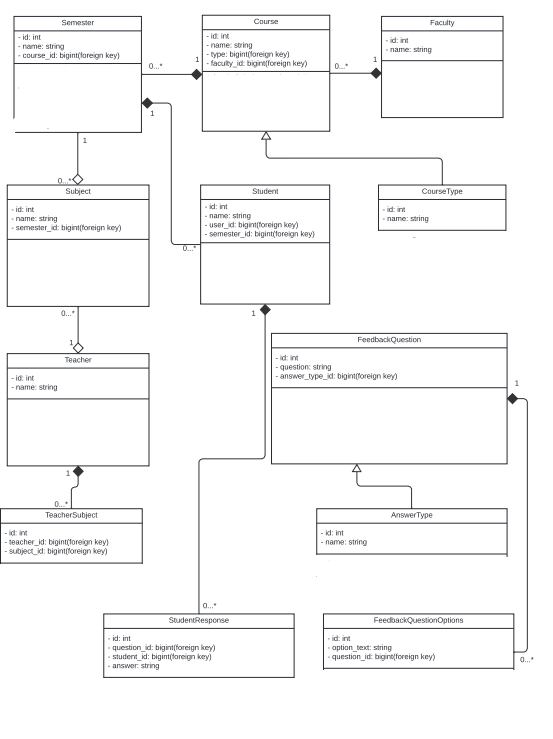 Semester
- id: int
- name: string
- course_id: bigint(foreign key)
Course
- id: int
- name: string
- type: bigint(foreign key)
- faculty_id: bigint(foreign key)
Faculty
- id: int
- name: string
0...*
1
0...*
1
1
1
0...*
Subject
- id: int
- name: string
- semester_id: bigint(foreign key)
Student
- id: int
- name: string
- user_id: bigint(foreign key)
- semester_id: bigint(foreign key)
CourseType
- id: int
- name: string
0...*
0...*
1
1
Teacher
- id: int
- name: string
FeedbackQuestion
- id: int
- question: string
- answer_type_id: bigint(foreign key)
1
1
0...*
TeacherSubject
- id: int
- teacher_id: bigint(foreign key)
- subject_id: bigint(foreign key)
AnswerType
- id: int
- name: string
0...*
StudentResponse
- id: int
- question_id: bigint(foreign key)
- student_id: bigint(foreign key)
- answer: string
FeedbackQuestionOptions
- id: int
- option_text: string
- question_id: bigint(foreign key)
0...*